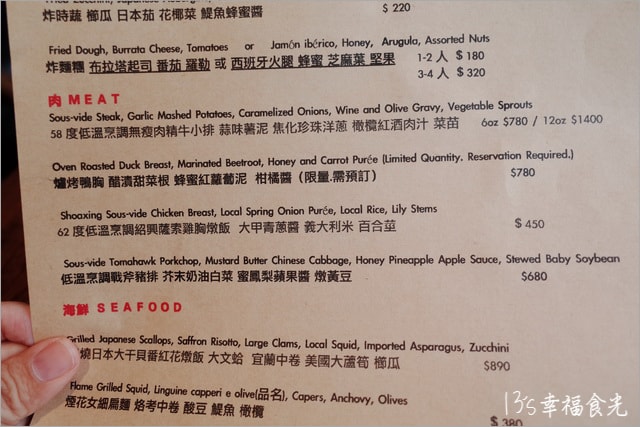 炸時蔬 櫛瓜 日本茄 花椰菜 鯷魚蜂蜜醬 $ 220
Fried Dough, Burrata Cheese, Tomatoes or Jamón ibérico, Honey, Arugula, Assorted Nuts
炸麵糰 布拉塔起司 番茄 羅勒 或 西班牙火腿 蜂蜜 芝麻葉 堅果 1-2 人 $ 180
3-4 人 $ 320
肉 MEAT
Sous-vide Steak, Garlic Mashed Potatoes, Caramelized Onions, Wine and Olive Gravy, Vegetable Sprouts
58 度低溫烹調無瘦肉精牛小排 蒜味薯泥 焦化珍珠洋蔥 橄欖紅酒肉汁 菜苗 6oz $780 / 12oz $1400
Oven Roasted Duck Breast, Marinated Beetroot, Honey and Carrot Purée (Limited Quantity. Reservation Required.)
爐烤鴨胸 醋漬甜菜根 蜂蜜紅蘿蔔泥 柑橘醬 (限量.需預訂) $780
Shoaxing Sous-vide Chicken Breast, Local Spring Onion Purée, Local Rice, Lily Stems
62 度低溫烹調紹興薩索雞胸燉飯 大甲青蔥醬 義大利米 百合莖 $ 450
Sous-vide Tomahawk Porkchop, Mustard Butter Chinese Cabbage, Honey Pineapple Apple Sauce, Stewed Baby Soybean
低溫烹調戰斧豬排 芥末奶油白菜 蜜鳳梨蘋果醬 燉黃豆 $680
海鮮 SEAFOOD
Grilled Japanese Scallops, Saffron Risotto, Large Clams, Local Squid, Imported Asparagus, Zucchini
燒日本大干貝番紅花燉飯 大文蛤 宜蘭中卷 美國大蘆筍 櫛瓜 $890
Flame Grilled Squid, Linguine capperi e olive(品名), Capers, Anchovy, Olives
煙花女細扁麵 烙考中卷 酸豆 鯷魚 橄欖 $ 380
13's幸福食光